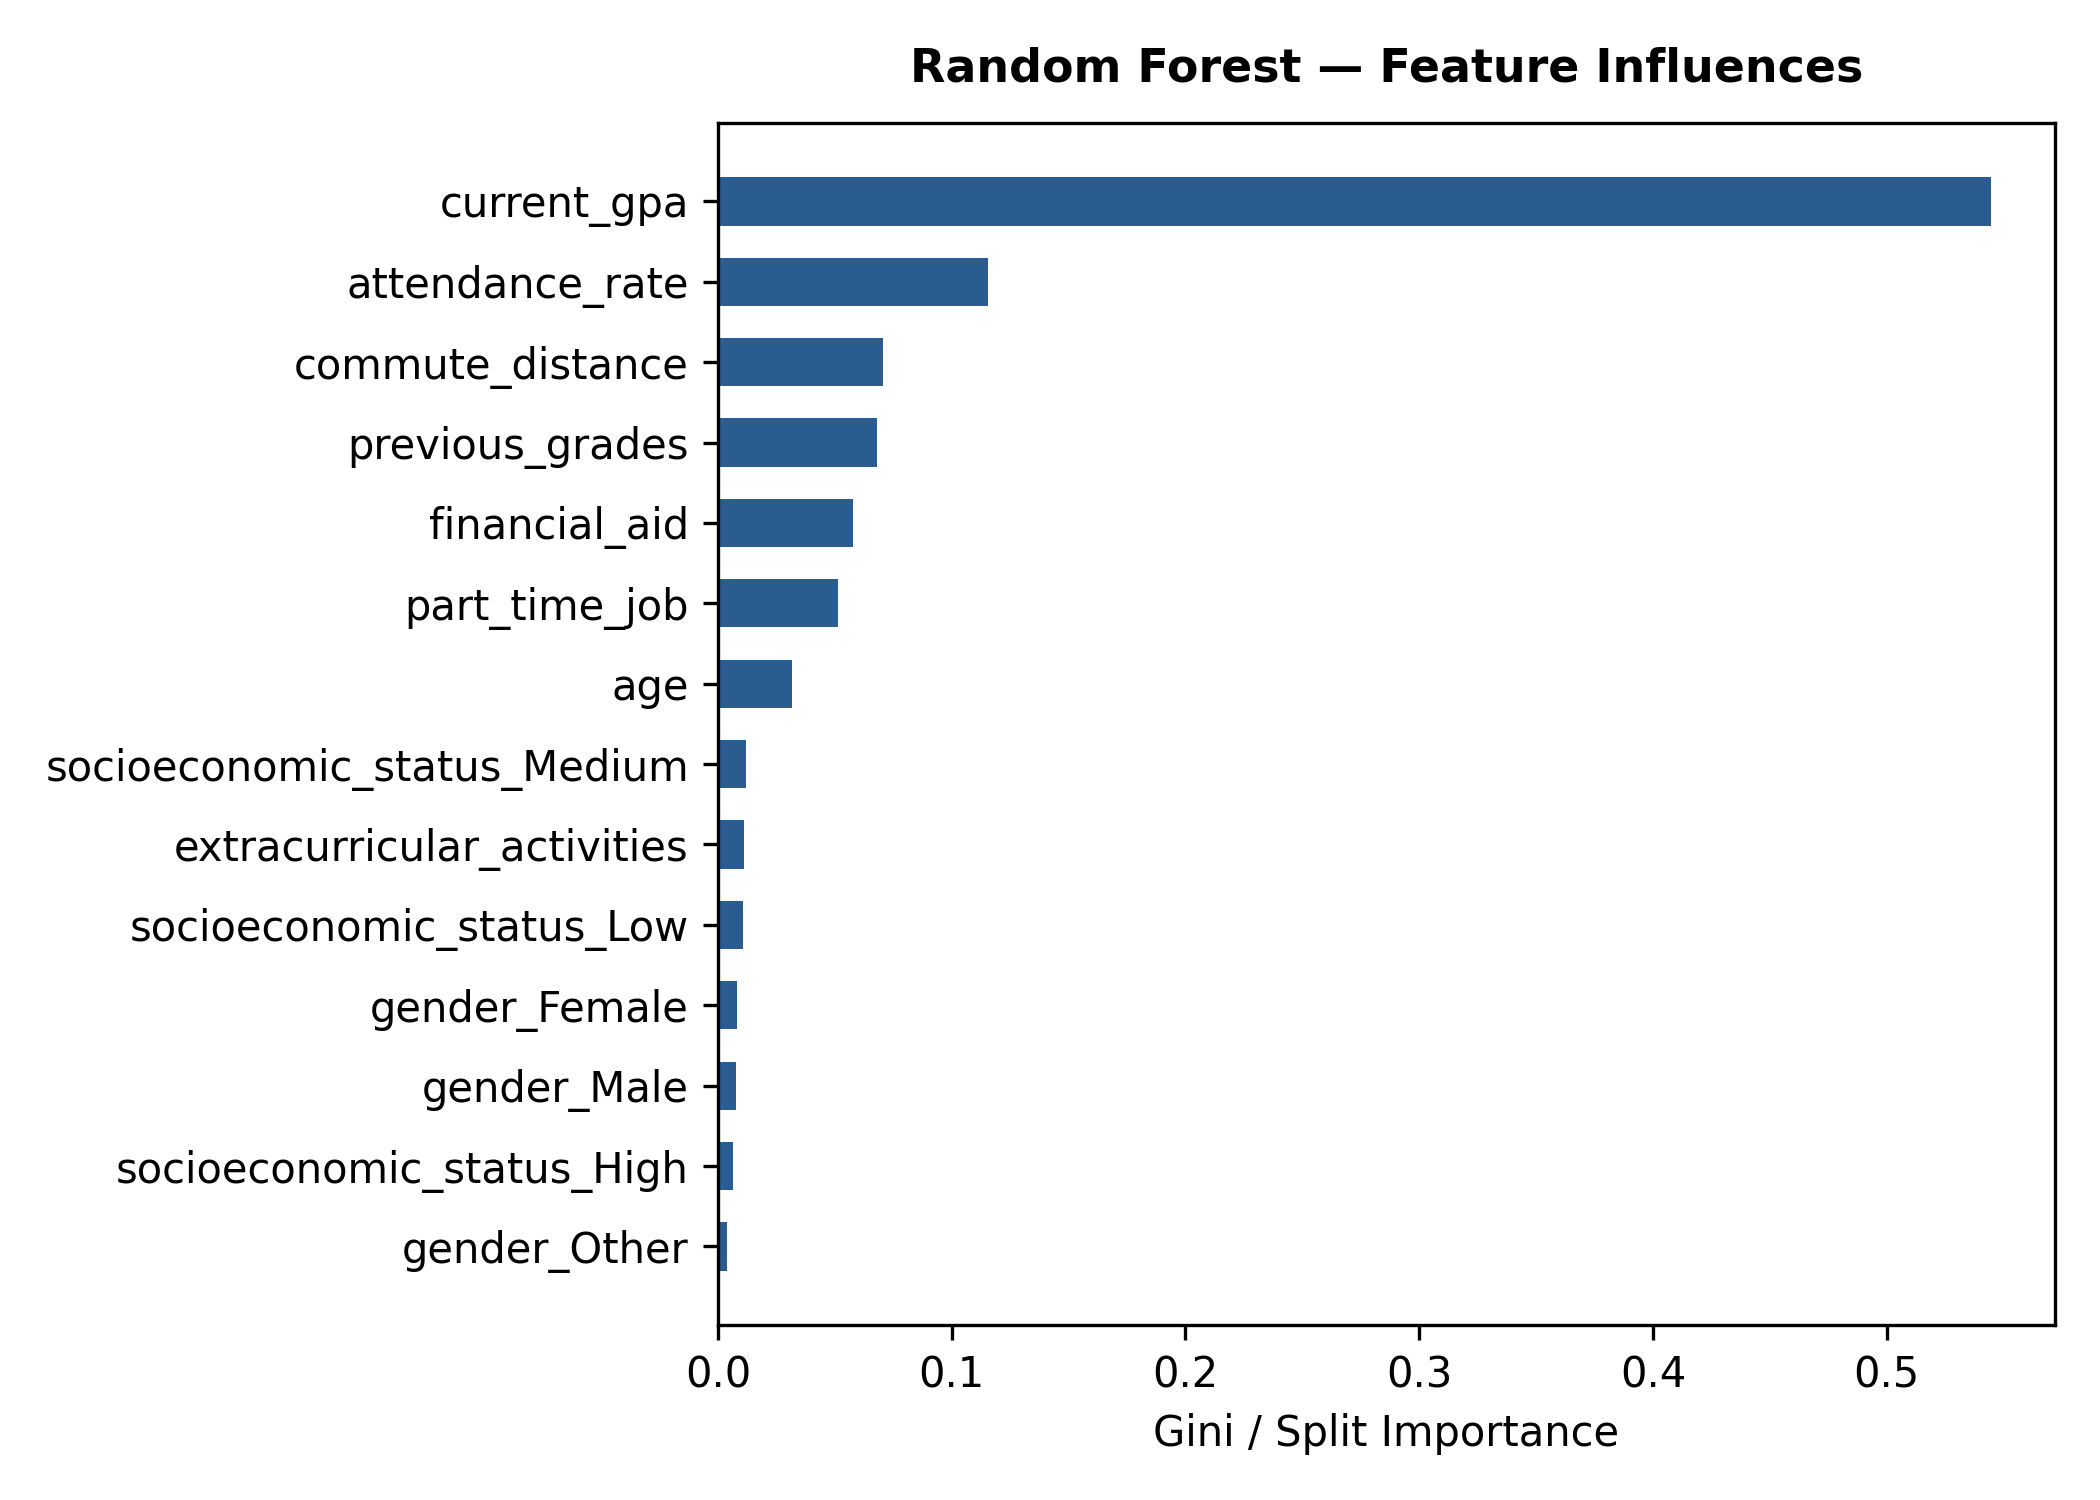 Random Forest — Feature Influences
current_gpa
attendance_rate
commute_distance
previous_grades
financial_aid
part_time_job
age
socioeconomic_status_Medium
extracurricular_activities
socioeconomic_status_Low
gender_Female
gender_Male
socioeconomic_status_High
gender_Other
0.0 0.1 0.2 0.3 0.4 0.5
Gini / Split Importance